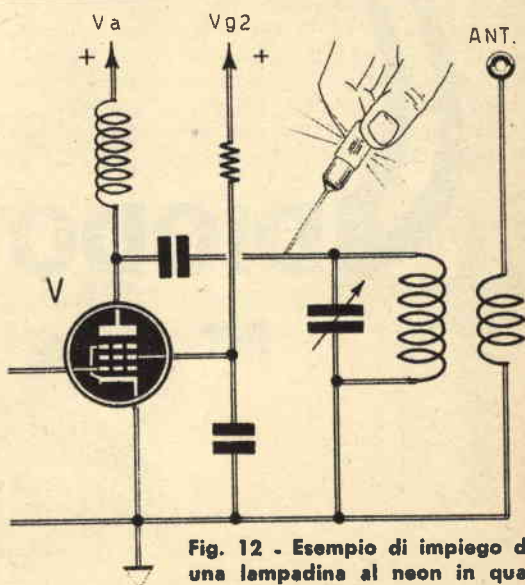 Va
Vg2
ANT.
+
+
V
Fig. 12 - Esempio di impiego d
una lampadina al neon in qua